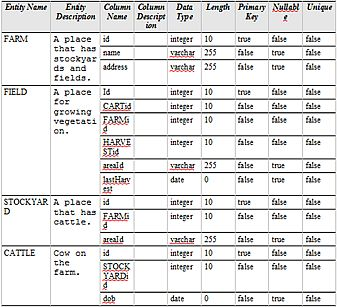 Entity Name Entity Description Column Name Column Description Data Type Length Primary Key Nullable Unique
FARM A place that has stockyards and fields. id integer 10 true false false
name varchar 255 false true false
address varchar 255 false true false
FIELD A place for growing vegetation. Id integer 10 true false false
CARTid integer 10 false false false
FARMid integer 10 false false false
HARVESTid integer 10 false false false
areaId varchar 255 false true false
lastHarvest date 0 false true false
STOCKYARD A place that has cattle. id integer 10 true false false
FARMid integer 10 false false false
areaId varchar 255 false true false
CATTLE Cow on the farm. id integer 10 true false false
STOCKYARDid integer 10 false false false
dob date 0 false true false